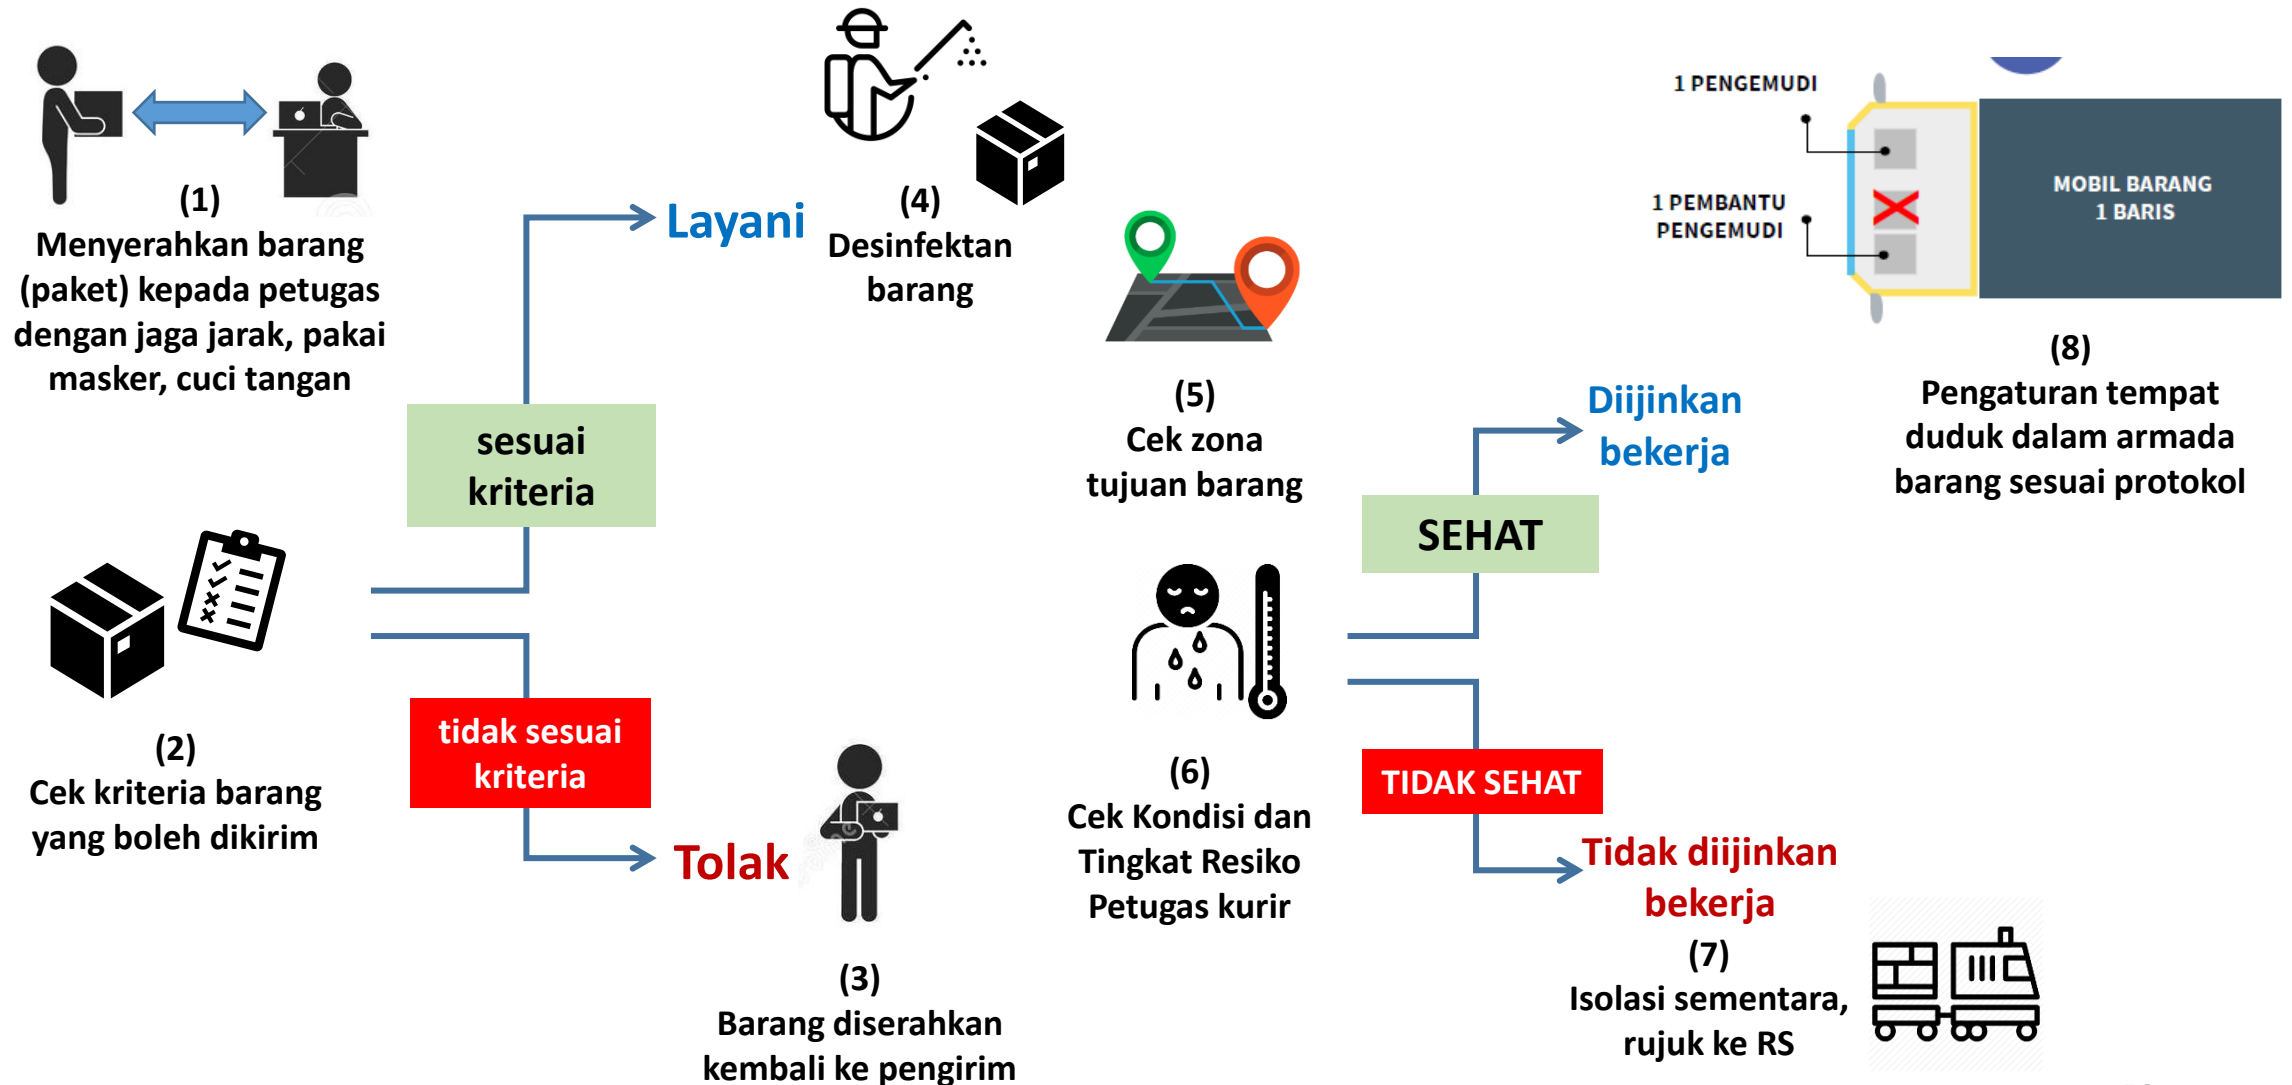 (1)
Menyerahkan barang
(paket) kepada petugas
dengan jaga jarak, pakai
masker, cuci tangan
(2)
Cek kriteria barang
yang boleh dikirim
sesuai
kriteria
tidak sesuai
kriteria
Layani
Tolak
(3)
Barang diserahkan
kembali ke pengirim
(4)
Desinfektan
barang
(5)
Cek zona
tujuan barang
(6)
Cek Kondisi dan
Tingkat Resiko
Petugas kurir
SEHAT
TIDAK SEHAT
Diijinkan
bekerja
Tidak diijinkan
bekerja
(7)
Isolasi sementara,
rujuk ke RS
1 PENGEMUDI
1 PEMBANTU
PENGEMUDI
MOBIL BARANG
1 BARIS
(8)
Pengaturan tempat
duduk dalam armada
barang sesuai protokol